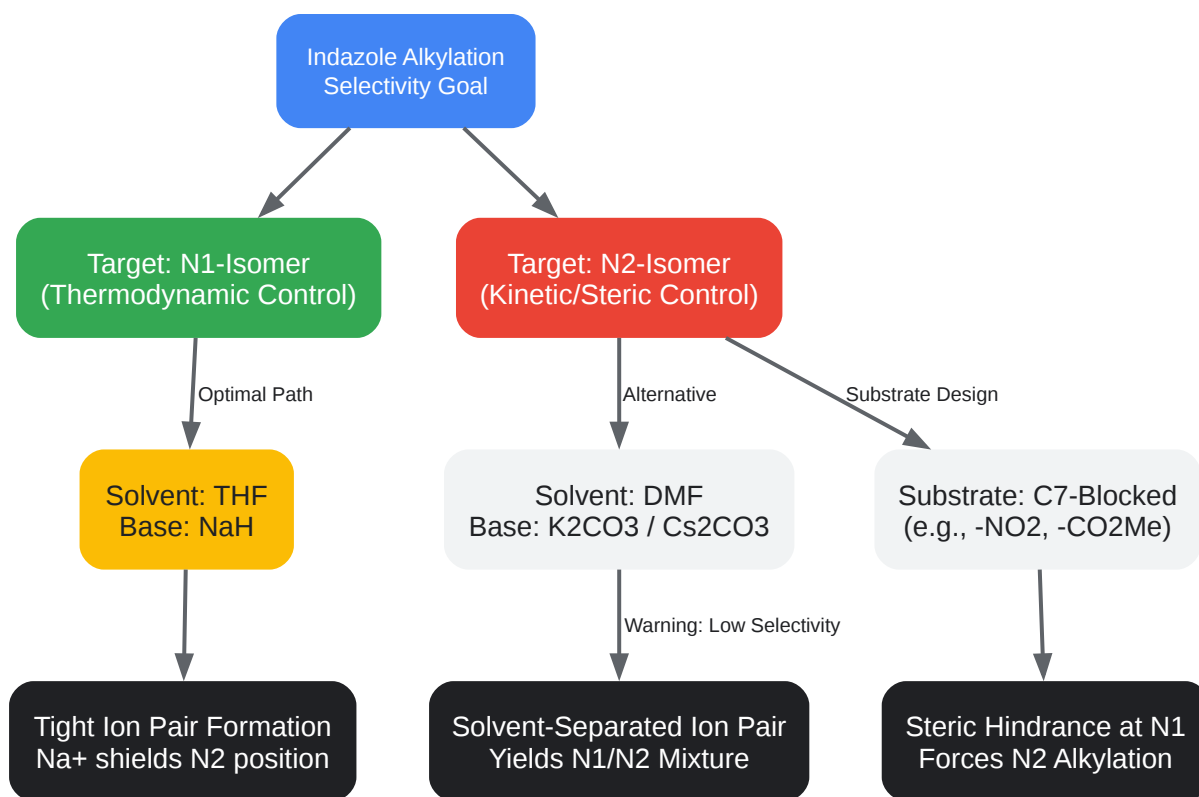 Indazole Alkylation
Selectivity Goal
Target: N1-Isomer
(Thermodynamic Control)
Target: N2-Isomer
(Kinetic/Steric Control)
Optimal Path
Alternative
Substrate Design
Solvent: THF
Base: NaH
Solvent: DMF
Base: K2CO3 / Cs2CO3
Substrate: C7-Blocked
(e.g., -NO2, -CO2Me)
Warning: Low Selectivity
Tight Ion Pair Formation
Na+ shields N2 position
Solvent-Separated Ion Pair
Yields N1/N2 Mixture
Steric Hindrance at N1
Forces N2 Alkylation